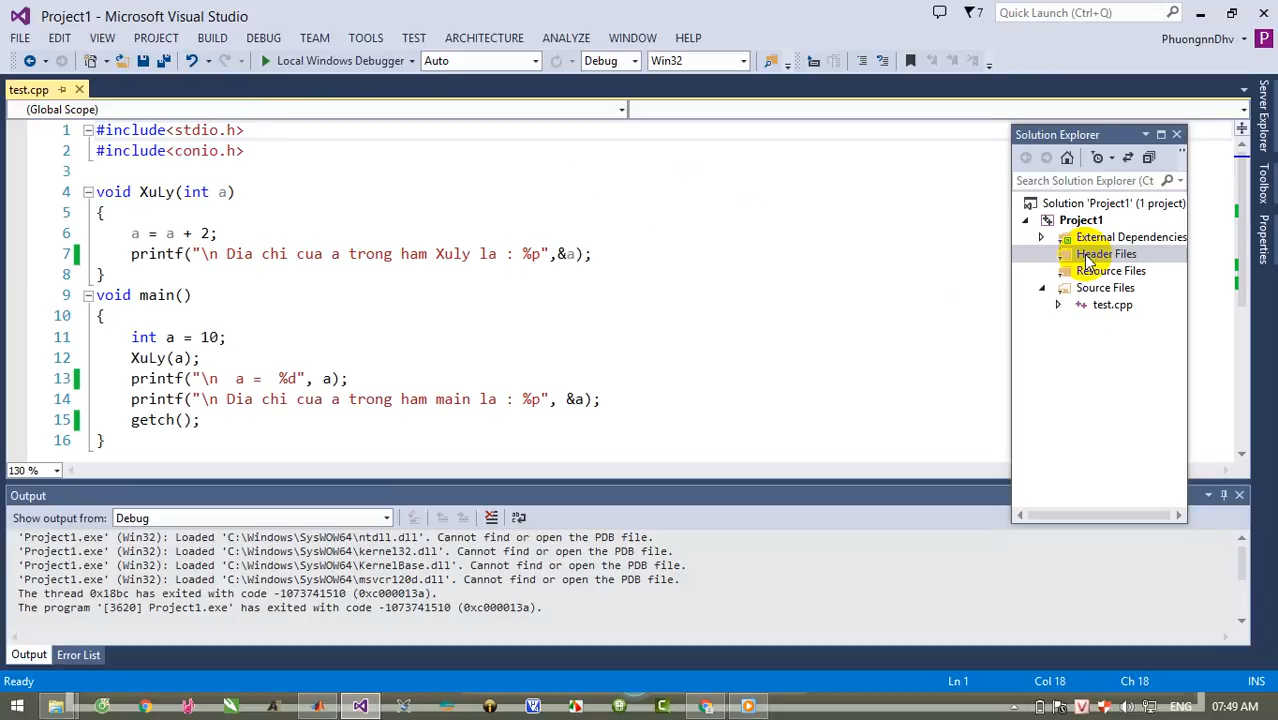 Project1 - Microsoft Visual Studio
7
Quick Launch (Ctrl+Q)
FILE EDIT VIEW PROJECT BUILD DEBUG TEAM TOOLS TEST ARCHITECTURE ANALYZE WINDOW HELP
PhuongnnDhv P
Local Windows Debugger Auto Debug Win32
test.cpp
(Global Scope)
1 #include<stdio.h>
2 #include<conio.h>
3
4 void XuLy(int a)
5 {
6 a = a + 2;
7 printf("\n Dia chi cua a trong ham Xuly la : %p",&a);
8 }
9 void main()
10 {
11 int a = 10;
12 XuLy(a);
13 printf("\n  a =  %d", a);
14 printf("\n Dia chi cua a trong ham main la : %p", &a);
15 getch();
16 }
130 %
Solution Explorer
Search Solution Explorer (Ct
Solution 'Project1' (1 project)
Project1
External Dependencies
Header Files
Resource Files
Source Files
test.cpp
Server Explorer
Toolbox
Properties
Output
Show output from: Debug
'Project1.exe' (Win32): Loaded 'C:\Windows\SysWOW64\ntdll.dll'. Cannot find or open the PDB file.
'Project1.exe' (Win32): Loaded 'C:\Windows\SysWOW64\kernel32.dll'. Cannot find or open the PDB file.
'Project1.exe' (Win32): Loaded 'C:\Windows\SysWOW64\KernelBase.dll'. Cannot find or open the PDB file.
'Project1.exe' (Win32): Loaded 'C:\Windows\SysWOW64\msvcr120d.dll'. Cannot find or open the PDB file.
The thread 0x18bc has exited with code -1073741510 (0xc000013a).
The program '[3620] Project1.exe' has exited with code -1073741510 (0xc000013a).
Output Error List
Ready Ln 1 Col 18 Ch 18 INS
ENG 07:49 AM